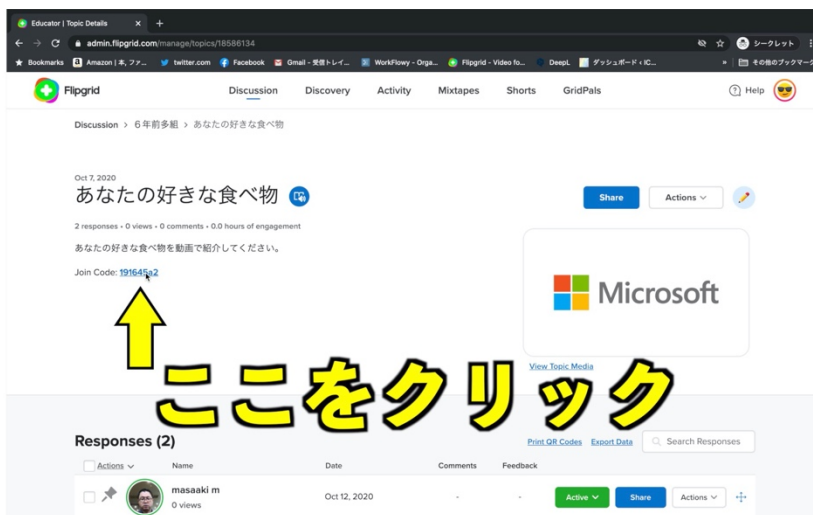 Educator | Topic Details
admin.flipgrid.com/manage/topics/18586134
シークレット
Bookmarks Amazon | 本, ファ... twitter.com Facebook Gmail - 受信トレイ... WorkFlowy - Orga... Flipgrid - Video fo... DeepL ダッシュボード ‹ IC... » その他のブックマーク
Flipgrid Discussion Discovery Activity Mixtapes Shorts GridPals Help
Discussion > 6年前多組 > あなたの好きな食べ物
Oct 7, 2020
あなたの好きな食べ物
Share Actions
2 responses • 0 views • 0 comments • 0.0 hours of engagement
あなたの好きな食べ物を動画で紹介してください。
Join Code: 191645a2
Microsoft
View Topic Media
ここをクリック
Responses (2)
Print QR Codes Export Data Search Responses
Actions Name Date Comments Feedback
masaaki m
0 views
Oct 12, 2020 - - Active Share Actions